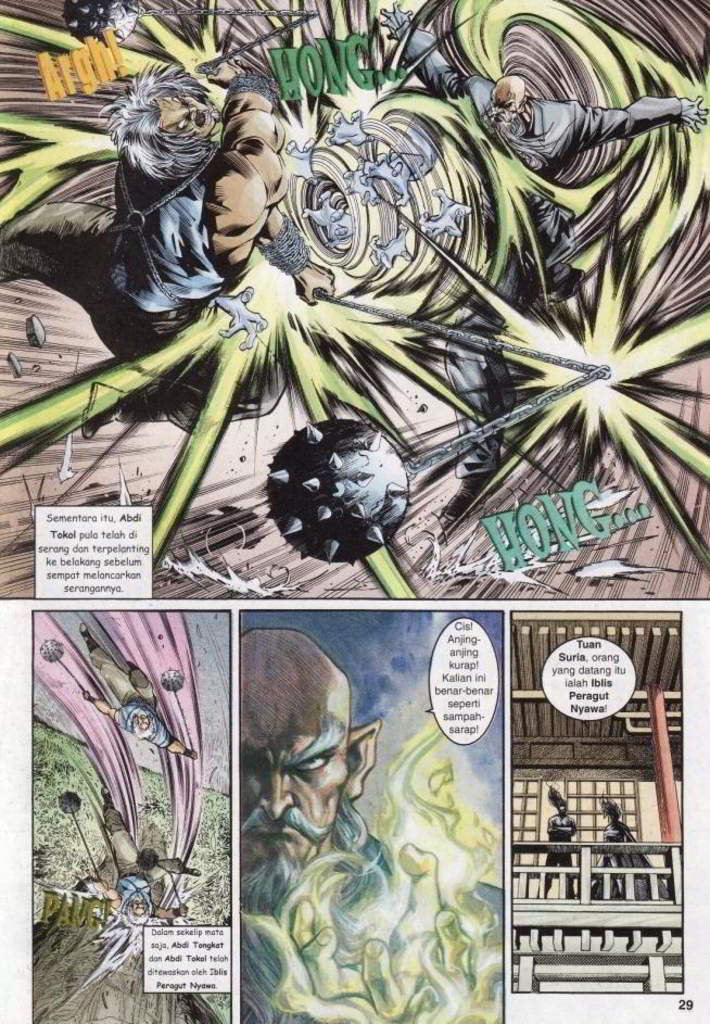 Argh!
HONG....
HONG....
Sementara itu, Abdi
Tokol pula telah di
serang dan terpelanting
ke belakang sebelum
sempat melancarkan
serangannya.
PANG!
Dalam sekelip mata
saja, Abdi Tongkat
dan Abdi Tokol telah
ditewaskan oleh Iblis
Peragut Nyawa.
Cis!
Anjing-
anjing
kurap!
Kalian ini
benar-benar
seperti
sampah-
sarap!
Tuan
Suria, orang
yang datang itu
ialah Iblis
Peragut
Nyawa!
29